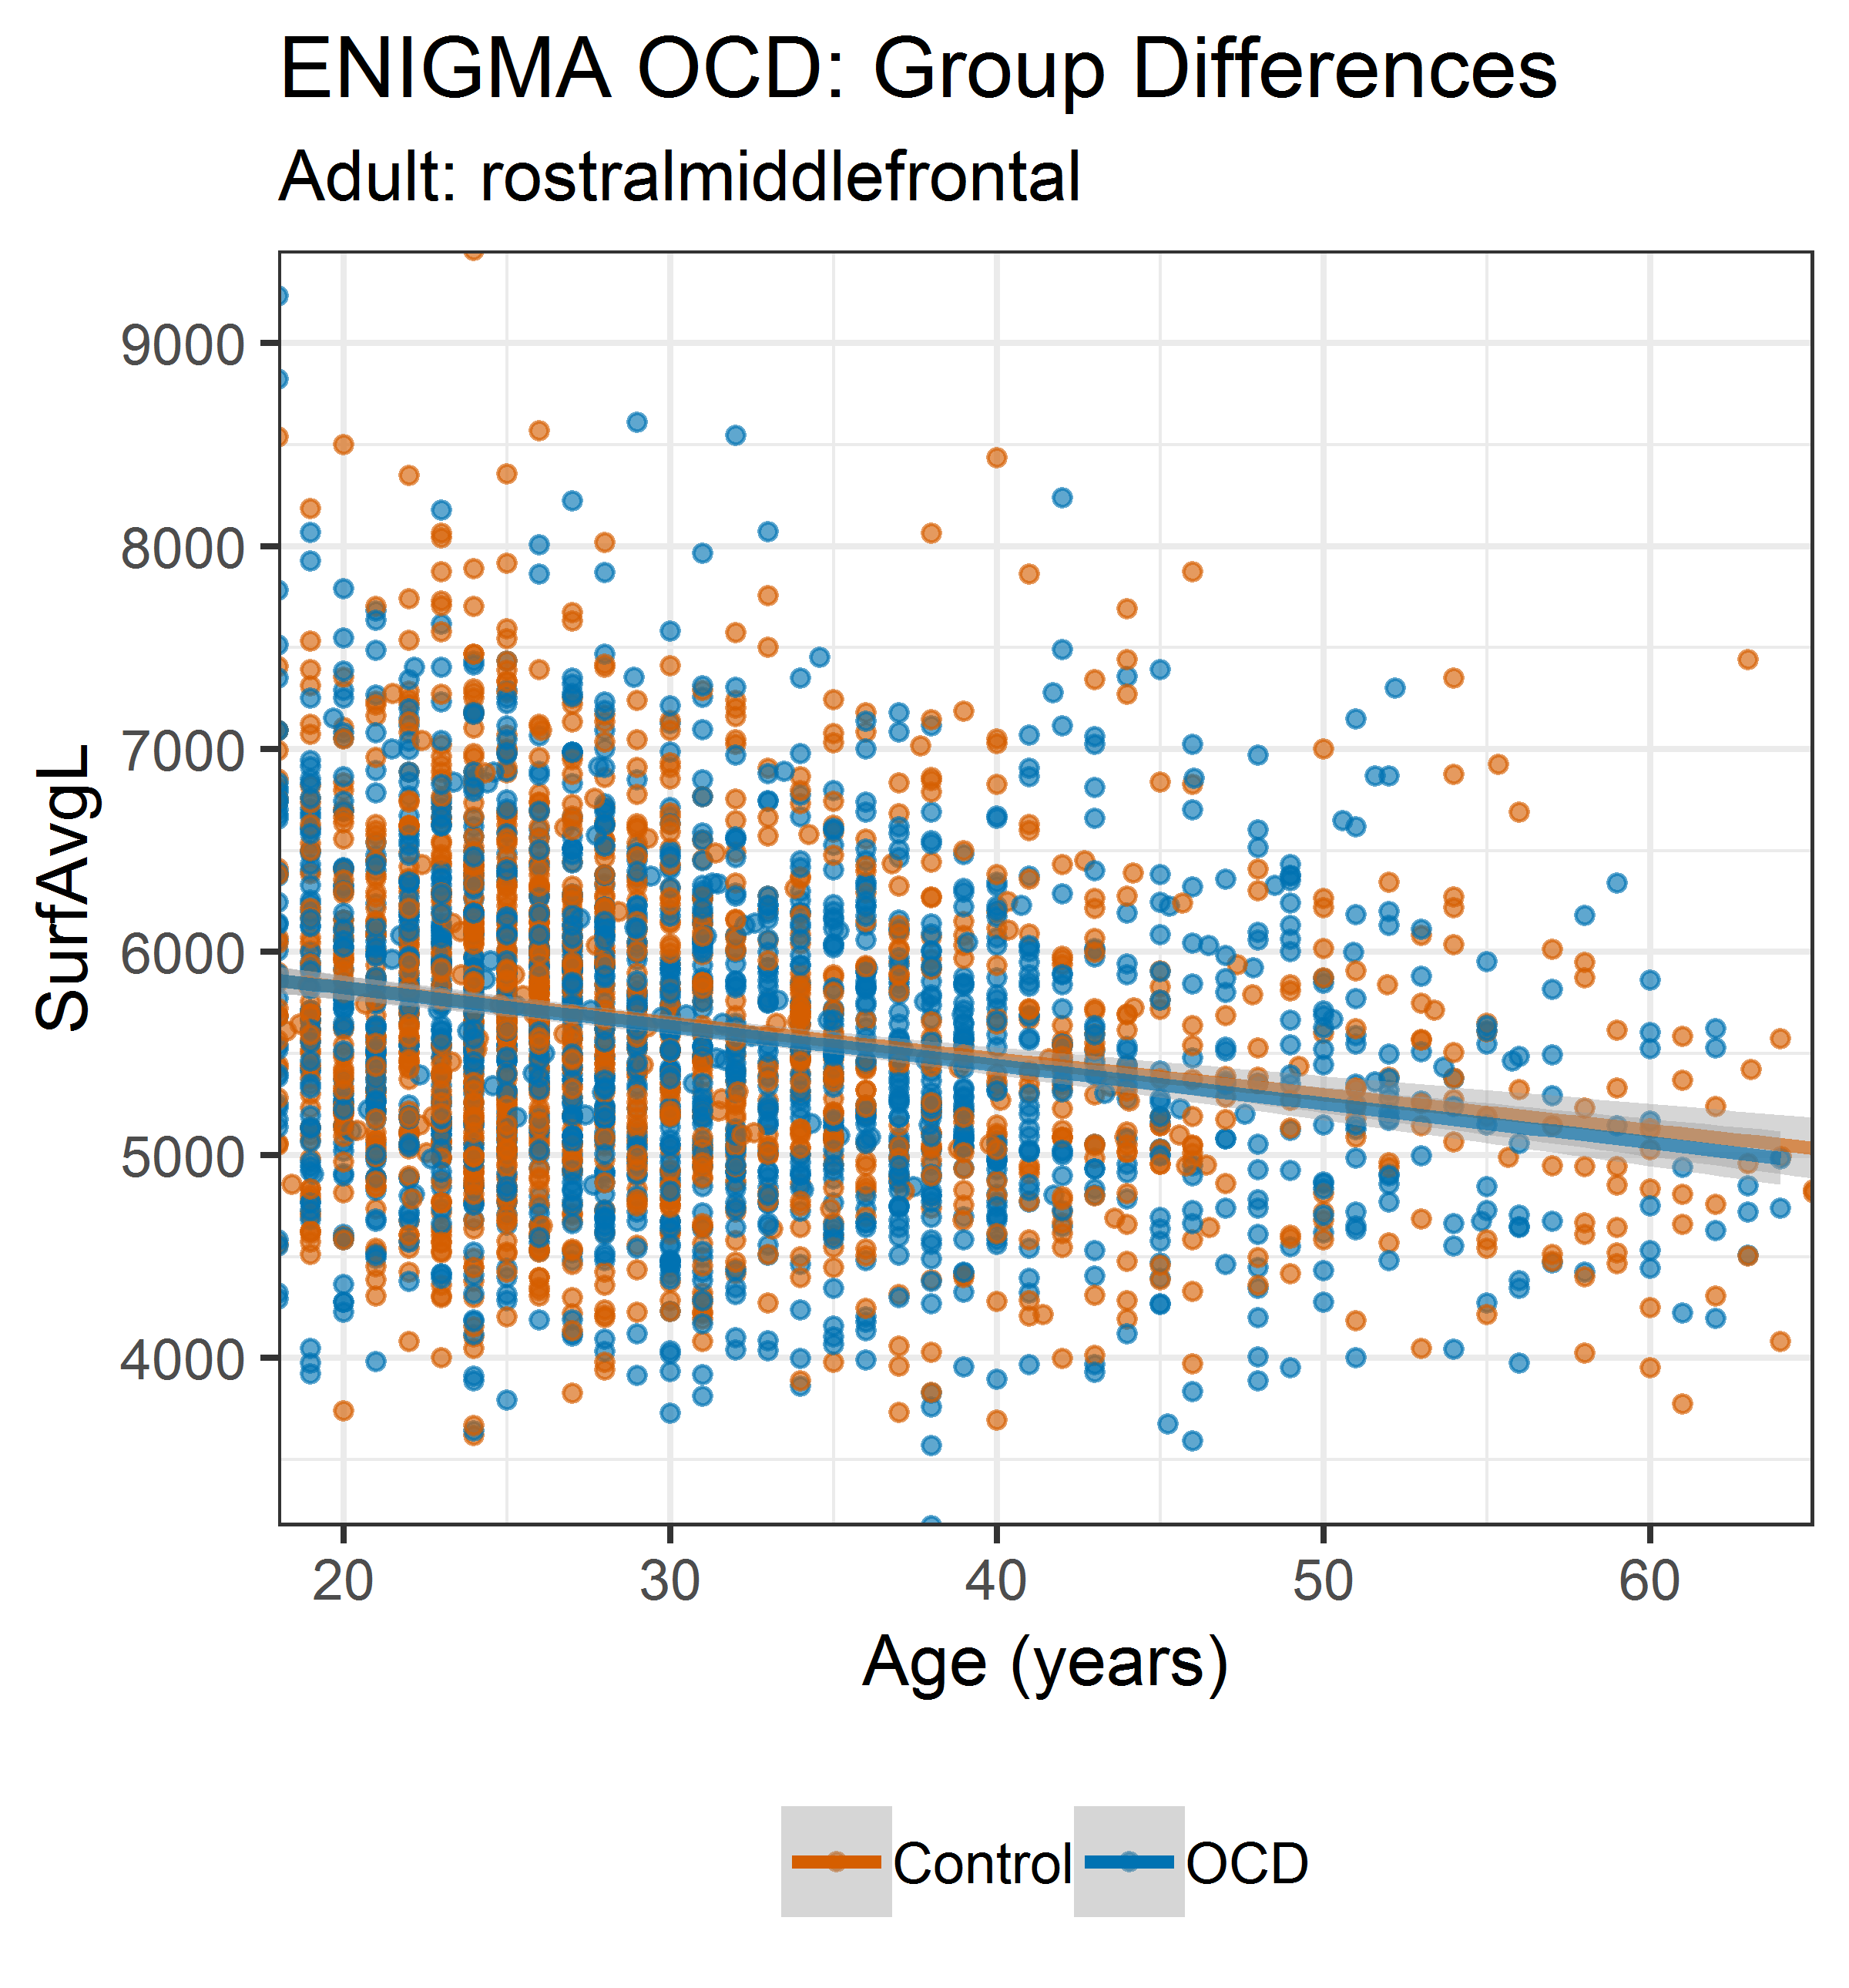 ENIGMA OCD: Group Differences
Adult: rostralmiddlefrontal
SurfAvgL
9000
8000
7000
6000
5000
4000
20 30 40 50 60
Age (years)
Control OCD